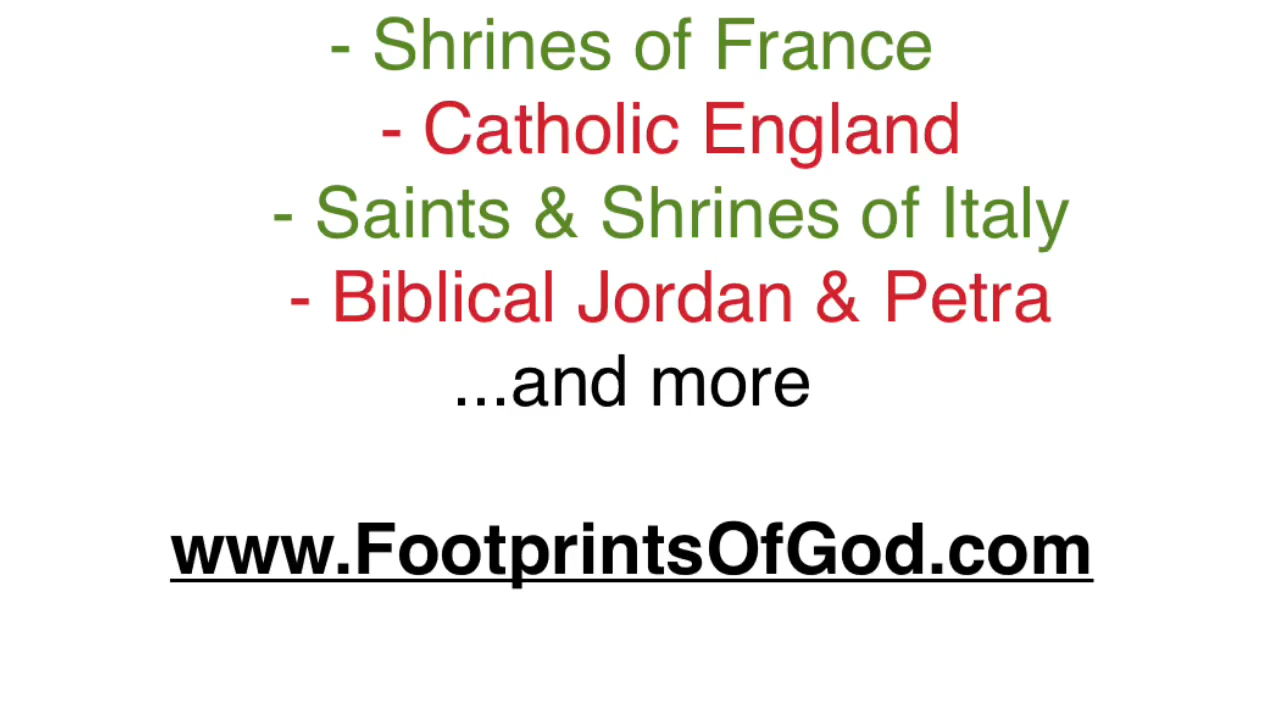 - Shrines of France
- Catholic England
- Saints & Shrines of Italy
- Biblical Jordan & Petra
...and more
www.FootprintsOfGod.com